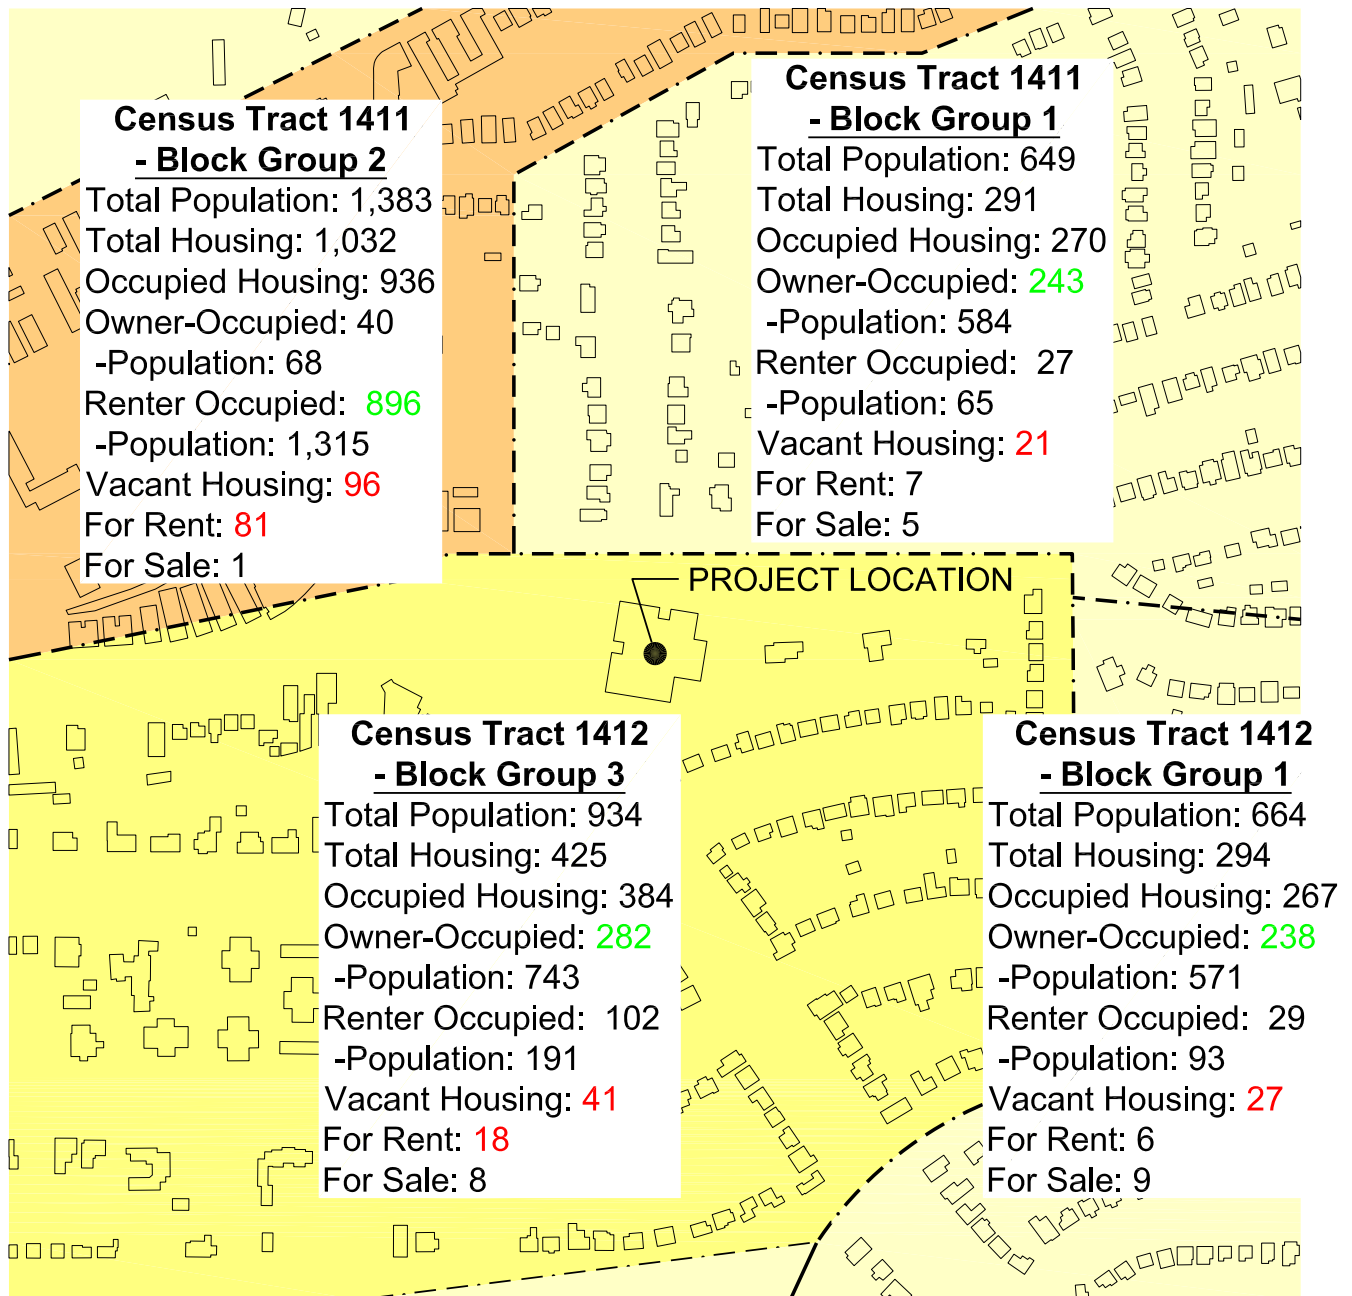 Census Tract 1411
- Block Group 2
Total Population: 1,383
Total Housing: 1,032
Occupied Housing: 936
Owner-Occupied: 40
-Population: 68
Renter Occupied: 896
-Population: 1,315
Vacant Housing: 96
For Rent: 81
For Sale: 1
Census Tract 1411
- Block Group 1
Total Population: 649
Total Housing: 291
Occupied Housing: 270
Owner-Occupied: 243
-Population: 584
Renter Occupied: 27
-Population: 65
Vacant Housing: 21
For Rent: 7
For Sale: 5
PROJECT LOCATION
Census Tract 1412
- Block Group 3
Total Population: 934
Total Housing: 425
Occupied Housing: 384
Owner-Occupied: 282
-Population: 743
Renter Occupied: 102
-Population: 191
Vacant Housing: 41
For Rent: 18
For Sale: 8
Census Tract 1412
- Block Group 1
Total Population: 664
Total Housing: 294
Occupied Housing: 267
Owner-Occupied: 238
-Population: 571
Renter Occupied: 29
-Population: 93
Vacant Housing: 27
For Rent: 6
For Sale: 9